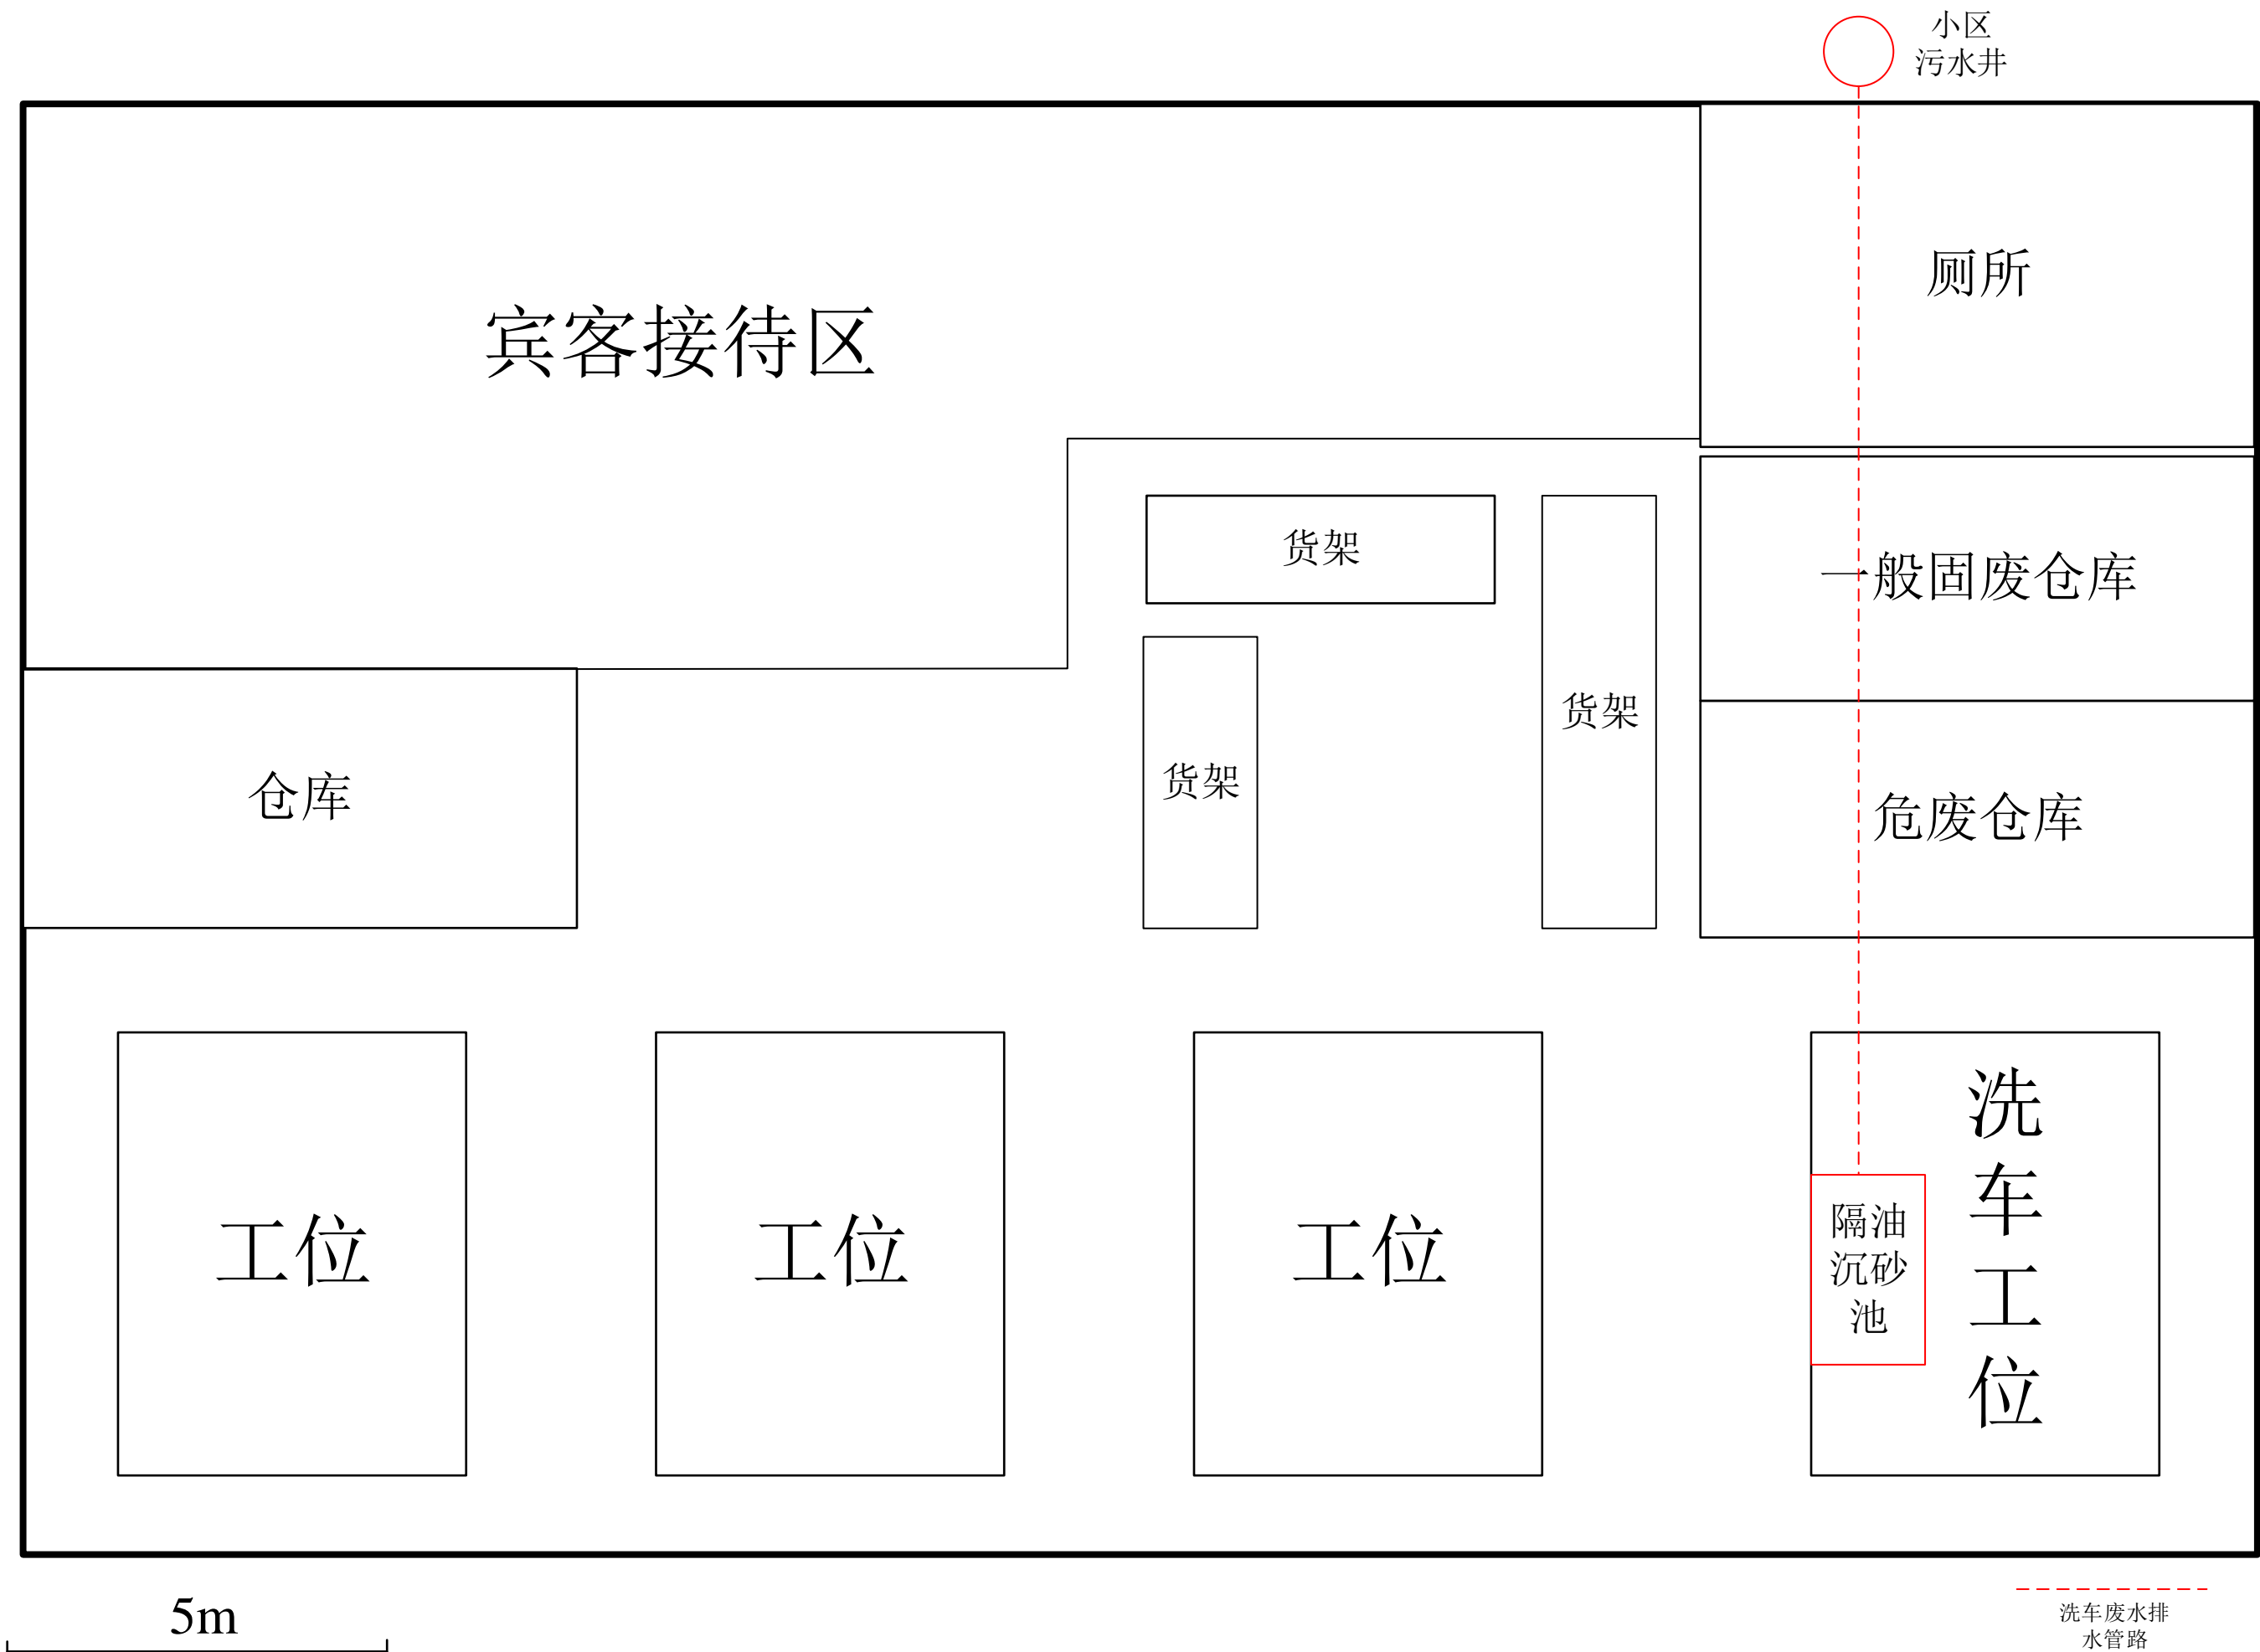 小区
污水井
厕所
宾客接待区
货架
一般固废仓库
货架
货架
仓库
危废仓库
洗
车
工
位
工位
工位
工位
隔油
沉砂
池
5m
洗车废水排
水管路